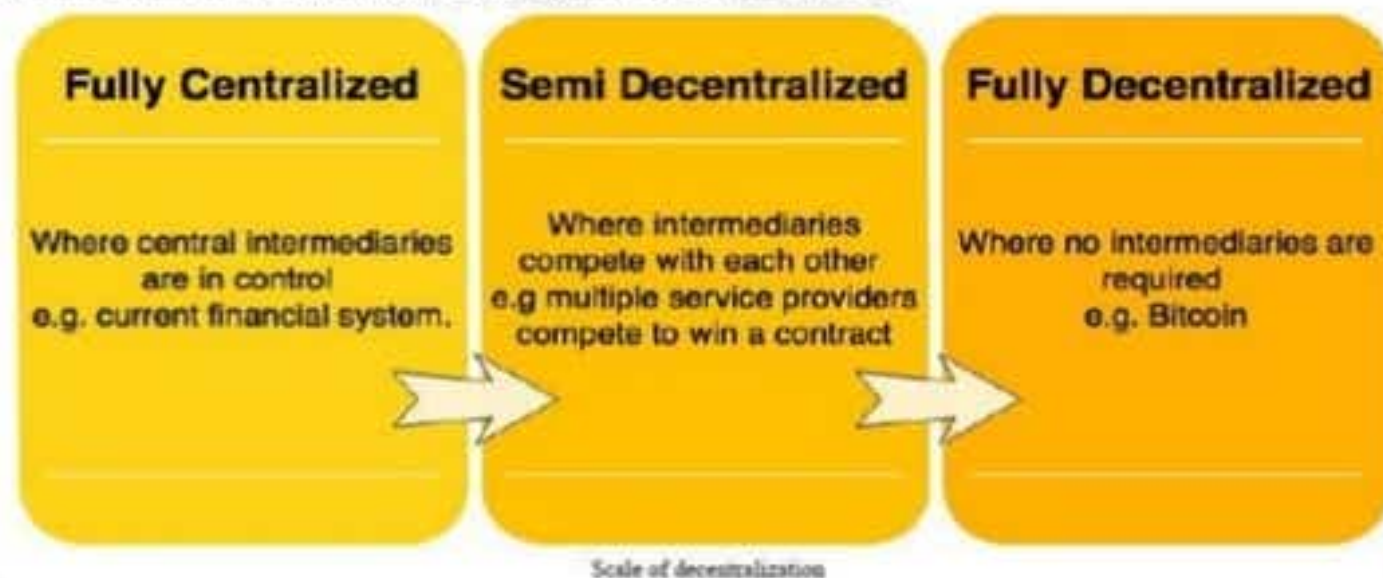 Fully Centralized
Where central intermediaries
are in control
e.g. current financial system.
Semi Decentralized
Where intermediaries
compete with each other
e.g multiple service providers
compete to win a contract
Fully Decentralized
Where no intermediaries are
required
e.g. Bitcoin
Scale of decentralization